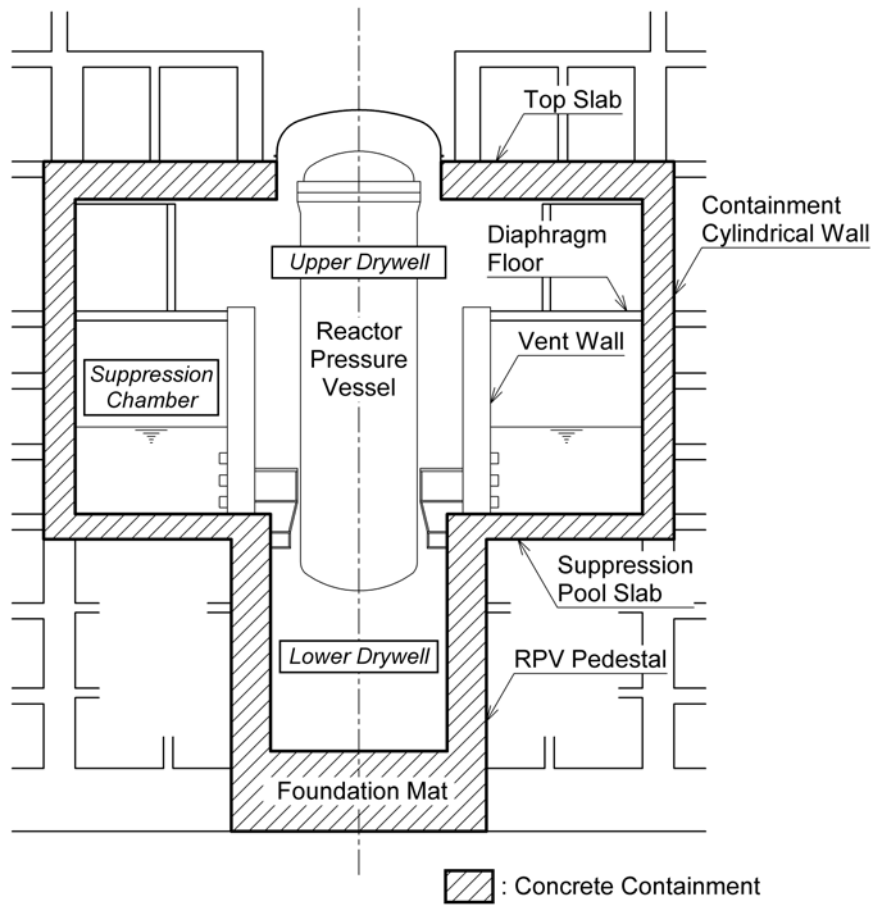 Top Slab
Containment
Cylindrical Wall
Diaphragm
Floor
Upper Drywell
Reactor
Pressure
Vessel
Vent Wall
Suppression
Chamber
Suppression
Pool Slab
Lower Drywell
RPV Pedestal
Foundation Mat
: Concrete Containment